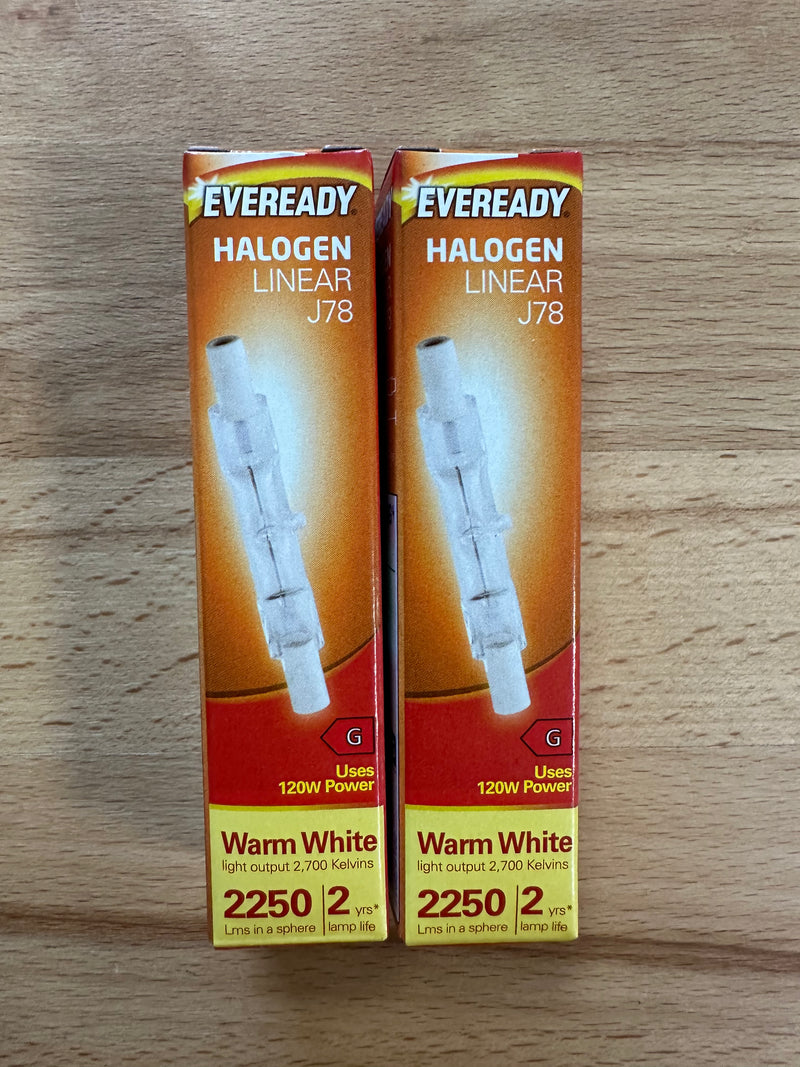 EVEREADY
HALOGEN
LINEAR
J78
G
Uses
120W Power
Warm White
light output 2,700 Kelvins
2250
Lms in a sphere
2 yrs*
lamp life
EVEREADY
HALOGEN
LINEAR
J78
G
Uses
120W Power
Warm White
light output 2,700 Kelvins
2250
Lms in a sphere
2 yrs*
lamp life